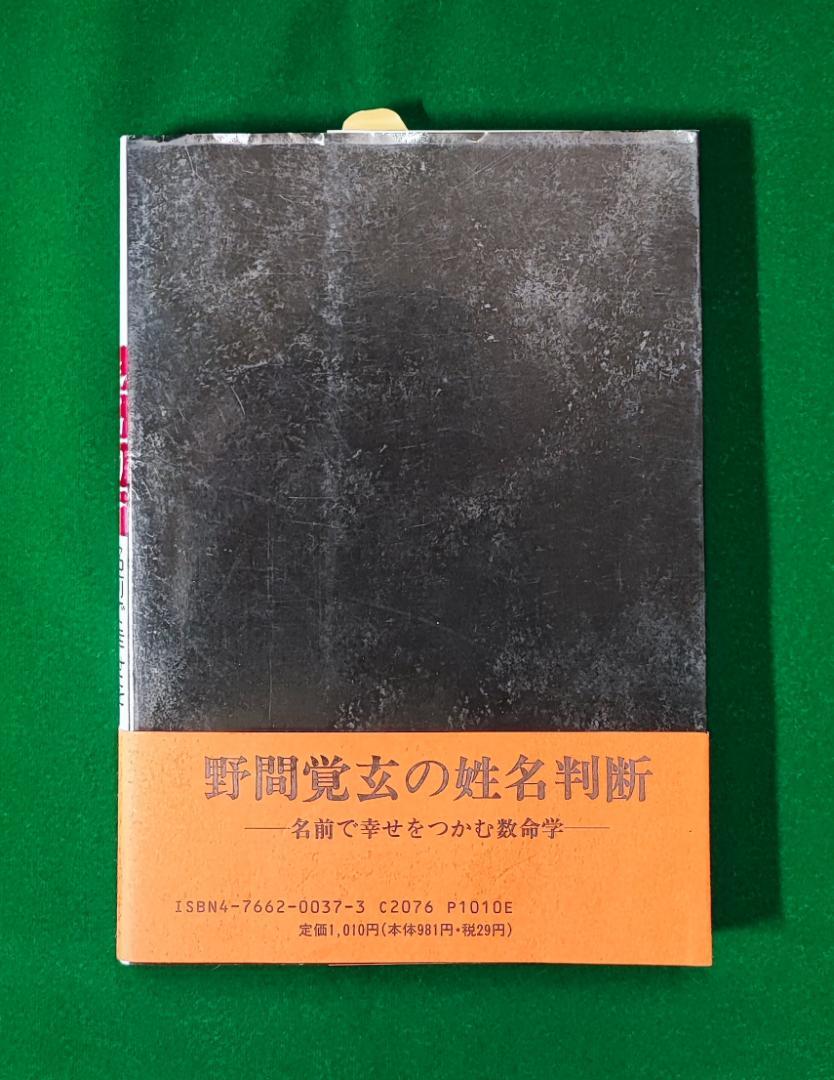 野間覚玄の姓名判断
――名前で幸せをつかむ数命学――
ISBN4-7662-0037-3 C2076 P1010E
定価1,010円(本体981円・税29円)